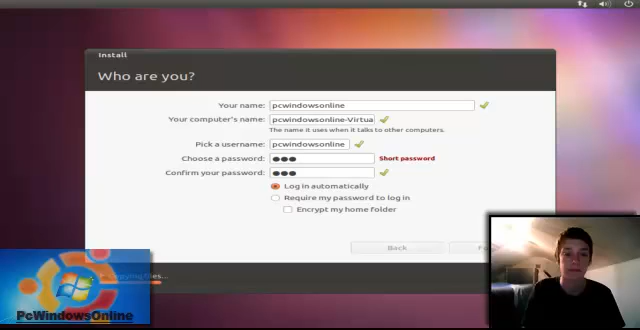 Install
Who are you?
Your name: pcwindowsonline
Your computer's name: pcwindowsonline-Virtua
The name it uses when it talks to other computers.
Pick a username: pcwindowsonline
Choose a password: ●●● Short password
Confirm your password: ●●●
Log in automatically
Require my password to log in
Encrypt my home folder
Back
files...
PcWindowsOnline